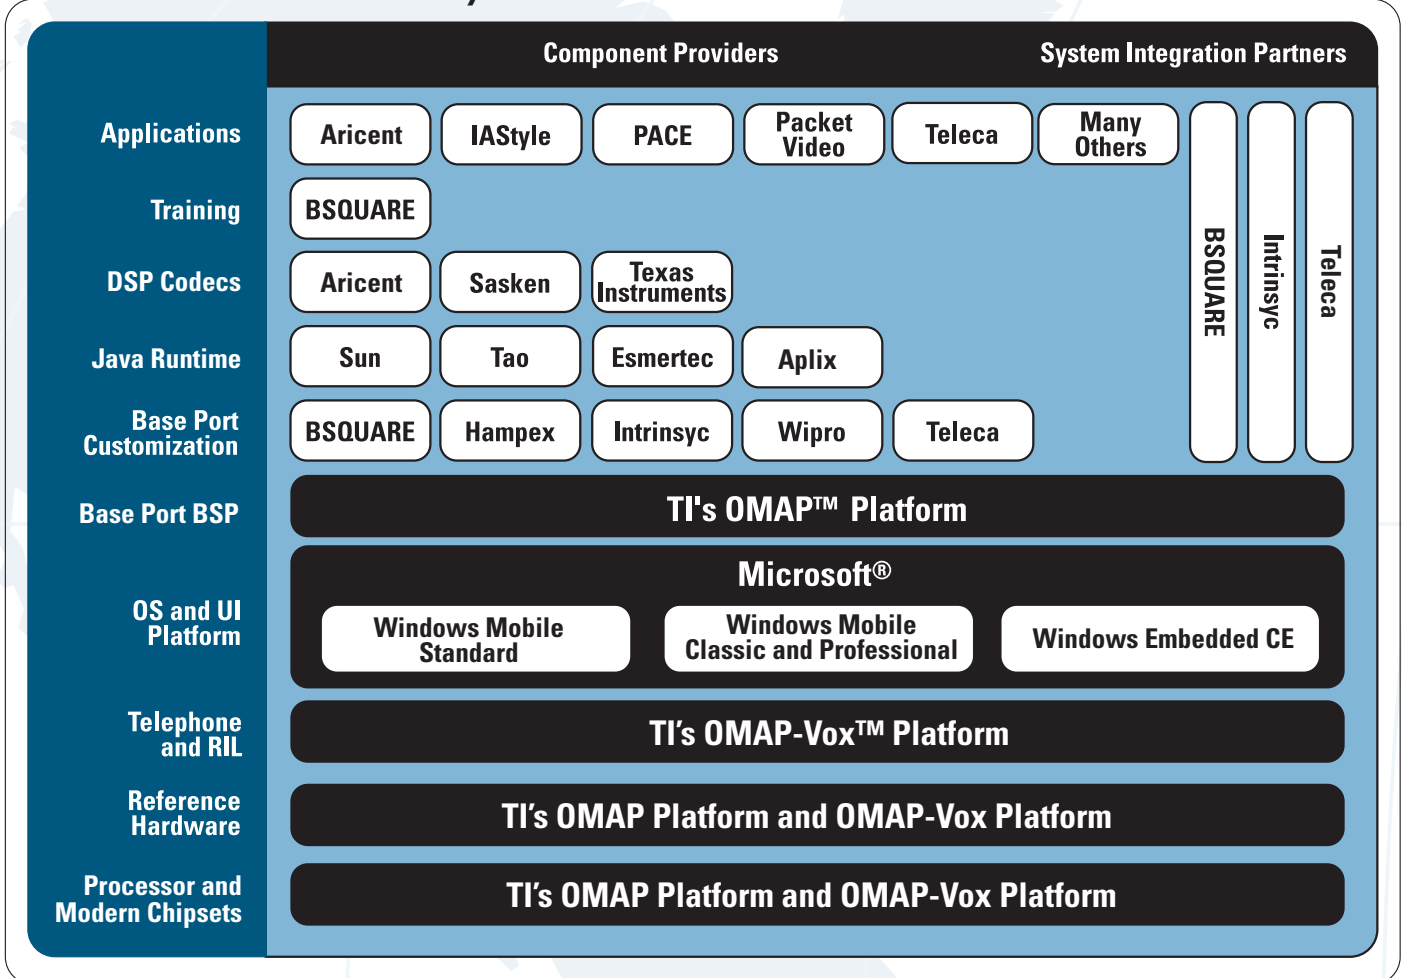 Component Providers
System Integration Partners
Applications
Aricent
IAStyle
PACE
Packet
Video
Teleca
Many
Others
Training
BSQUARE
DSP Codecs
Aricent
Sasken
Texas
Instruments
Java Runtime
Sun
Tao
Esmertec
Aplix
Base Port
Customization
BSQUARE
Hampex
Intrinsyc
Wipro
Teleca
BSQUARE
Intrinsyc
Teleca
Base Port BSP
TI's OMAP™ Platform
OS and UI
Platform
Microsoft®
Windows Mobile
Standard
Windows Mobile
Classic and Professional
Windows Embedded CE
Telephone
and RIL
TI’s OMAP-Vox™ Platform
Reference
Hardware
TI’s OMAP Platform and OMAP-Vox Platform
Processor and
Modern Chipsets
TI’s OMAP Platform and OMAP-Vox Platform